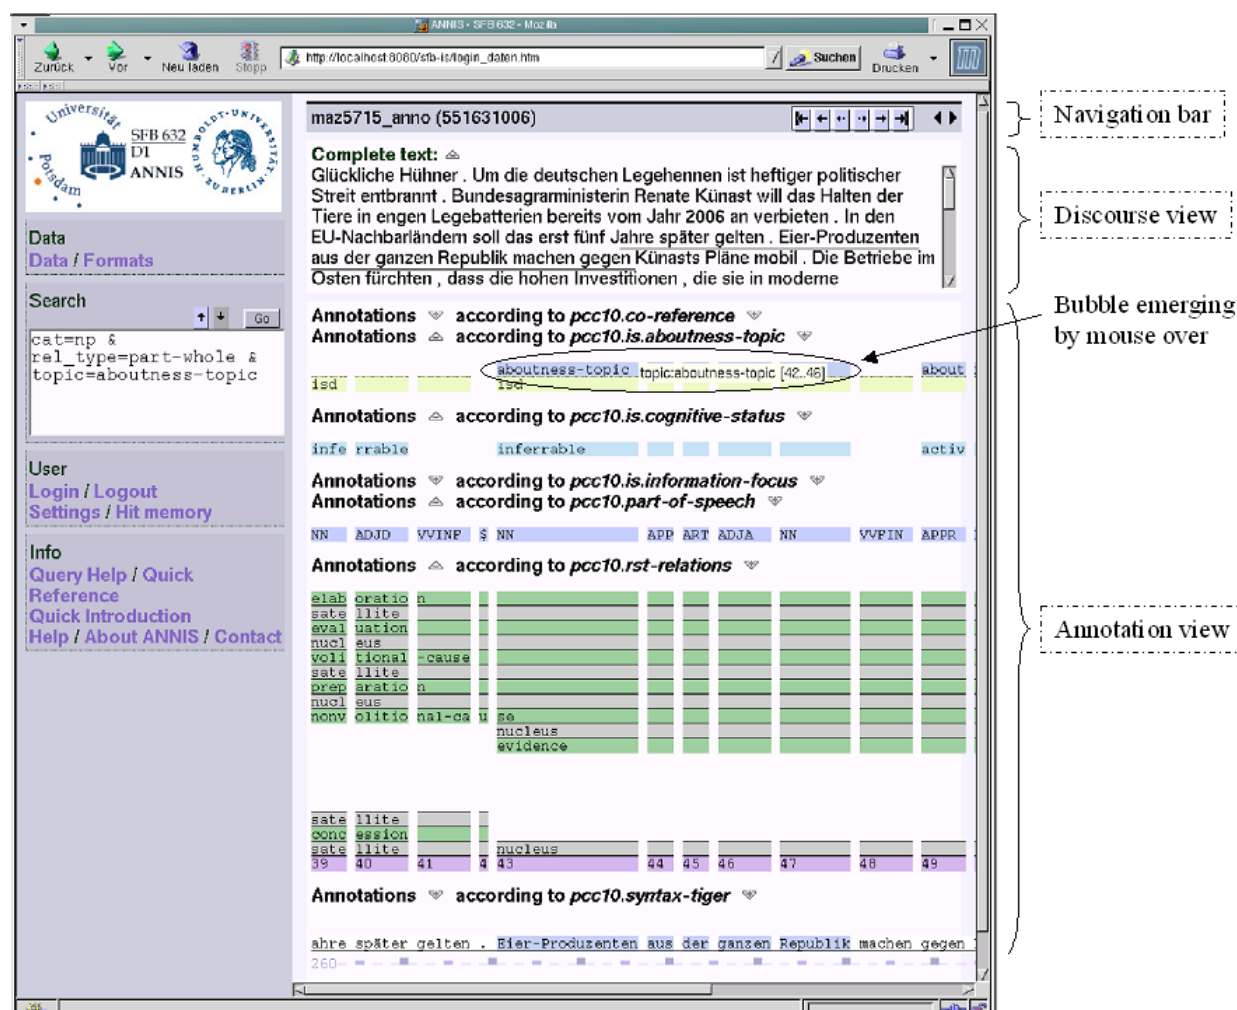 ANNIS - SFB 632 - Mozilla
Zurück
Vor
Neu laden
Stopp
http://localhost:8080/sfb-is/login_daten.htm
Suchen
Drucken
Universität Potsdam
SFB 632
D1
ANNIS
HUMBOLDT-UNIVERSITÄT ZU BERLIN
Data
Data / Formats
Search
Go
cat=np &
rel_type=part-whole &
topic=aboutness-topic
User
Login / Logout
Settings / Hit memory
Info
Query Help / Quick
Reference
Quick Introduction
Help / About ANNIS / Contact
maz5715_anno (551631006)
Complete text:
Glückliche Hühner . Um die deutschen Legehennen ist heftiger politischer
Streit entbrannt . Bundesagrarministerin Renate Künast will das Halten der
Tiere in engen Legebatterien bereits vom Jahr 2006 an verbieten . In den
EU-Nachbarländern soll das erst fünf Jahre später gelten . Eier-Produzenten
aus der ganzen Republik machen gegen Künasts Pläne mobil . Die Betriebe im
Osten fürchten , dass die hohen Investitionen , die sie in moderne
Annotations according to pcc10.co-reference
Annotations according to pcc10.is.aboutness-topic
aboutness-topic topic:aboutness-topic [42..46] about
isd isd
Annotations according to pcc10.is.cognitive-status
infe rrable inferrable activ
Annotations according to pcc10.is.information-focus
Annotations according to pcc10.part-of-speech
NN ADJD VVINF $ NN APP ART ADJA NN VVFIN APPR
Annotations according to pcc10.rst-relations
elab oratio n
sate llite
eval uation
nucl eus
voli tional -cause
sate llite
prep aratio n
nucl eus
nonv olitio nal-ca u se
nucleus
evidence
sate llite
conc ession
sate llite nucleus
39 40 41 4 43 44 45 46 47 48 49
Annotations according to pcc10.syntax-tiger
ahre später gelten . Eier-Produzenten aus der ganzen Republik machen gegen
260
Navigation bar
Discourse view
Bubble emerging
by mouse over
Annotation view